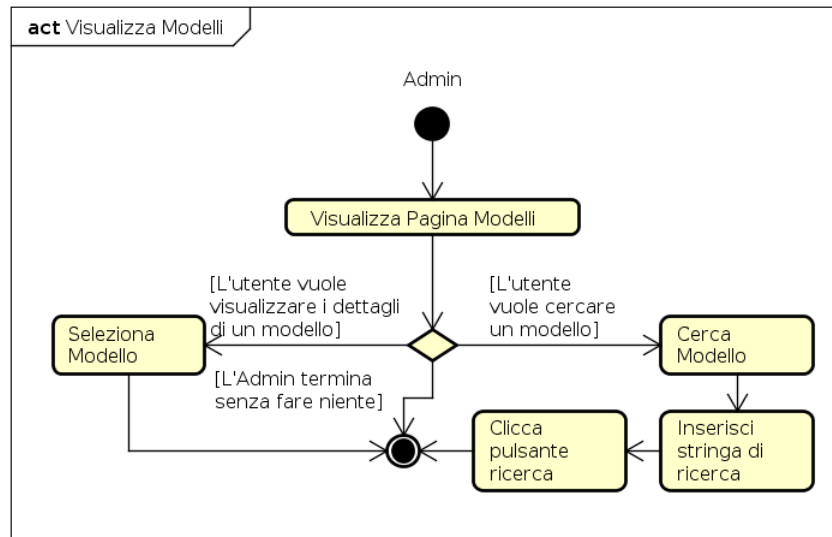 act Visualizza Modelli
Admin
Visualizza Pagina Modelli
[L'utente vuole
visualizzare i dettagli
di un modello]
[L'utente
vuole cercare
un modello]
Seleziona
Modello
Cerca
Modello
[L'Admin termina
senza fare niente]
Clicca
pulsante
ricerca
Inserisci
stringa di
ricerca